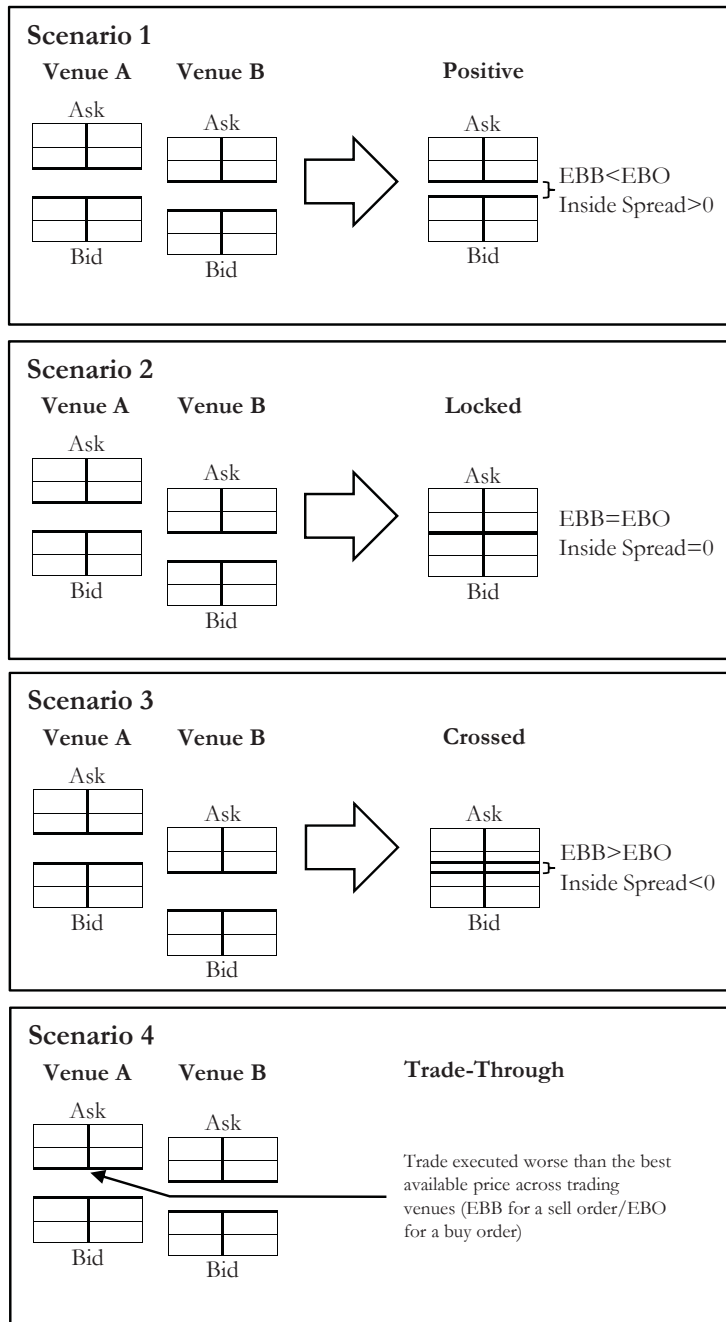 Scenario 1
Venue A Venue B Positive
Ask Ask Ask
EBB<EBO
Inside Spread>0
Bid Bid Bid
Scenario 2
Venue A Venue B Locked
Ask Ask Ask
EBB=EBO
Inside Spread=0
Bid Bid Bid
Scenario 3
Venue A Venue B Crossed
Ask Ask Ask
EBB>EBO
Inside Spread<0
Bid Bid Bid
Scenario 4
Venue A Venue B Trade-Through
Ask Ask
Trade executed worse than the best
available price across trading
venues (EBB for a sell order/EBO
for a buy order)
Bid Bid